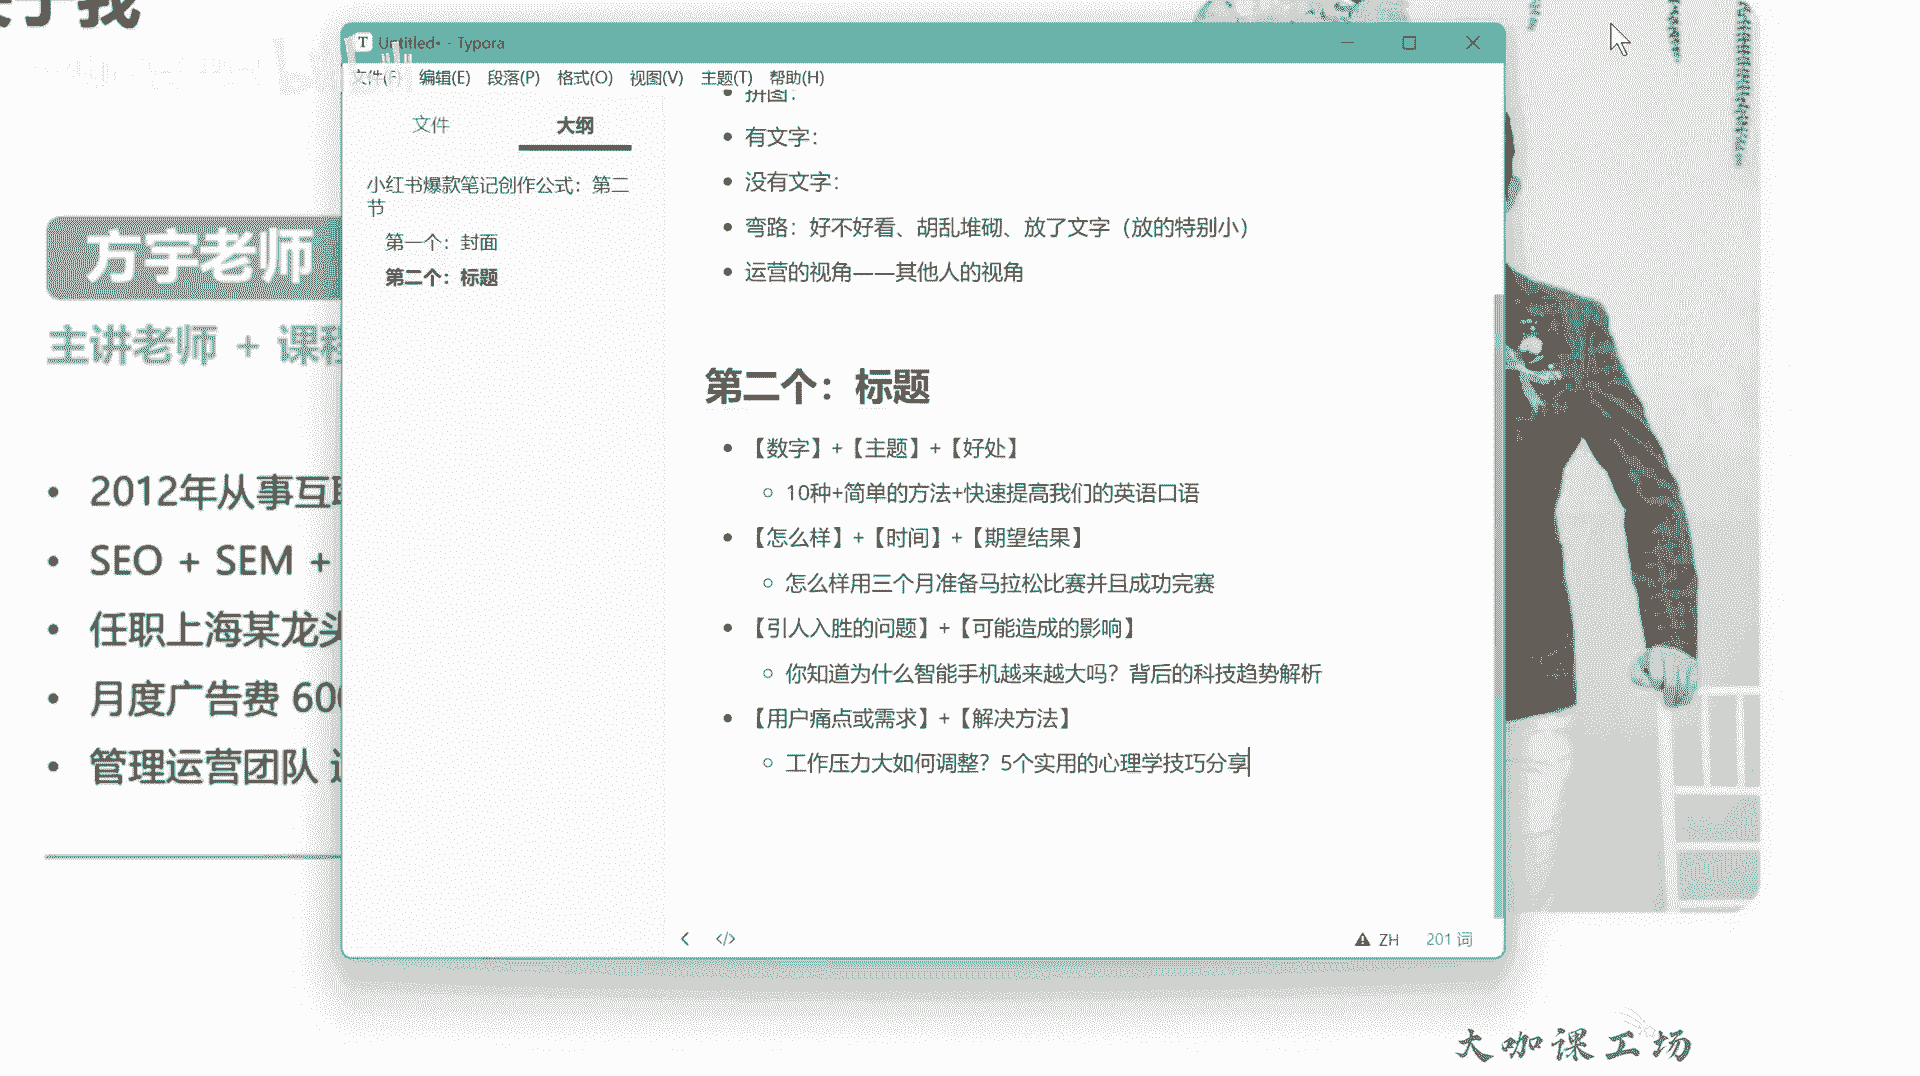 Untitled• - Typora
文件(F) 编辑(E) 段落(P) 格式(O) 视图(V) 主题(T) 帮助(H)
文件 大纲
小红书爆款笔记创作公式：第二
节
第一个：封面
第二个：标题
拼图：
有文字：
没有文字：
弯路：好不好看、胡乱堆砌、放了文字（放的特别小）
运营的视角——其他人的视角
第二个：标题
【数字】+【主题】+【好处】
10种+简单的方法+快速提高我们的英语口语
【怎么样】+【时间】+【期望结果】
怎么样用三个月准备马拉松比赛并且成功完赛
【引人入胜的问题】+【可能造成的影响】
你知道为什么智能手机越来越大吗？背后的科技趋势解析
【用户痛点或需求】+【解决方法】
工作压力大如何调整？5个实用的心理学技巧分享
ZH 201 词
方宇老师
主讲老师 + 课程
2012年从事互联
SEO + SEM +
任职上海某龙头
月度广告费 600
管理运营团队
大咖课工场